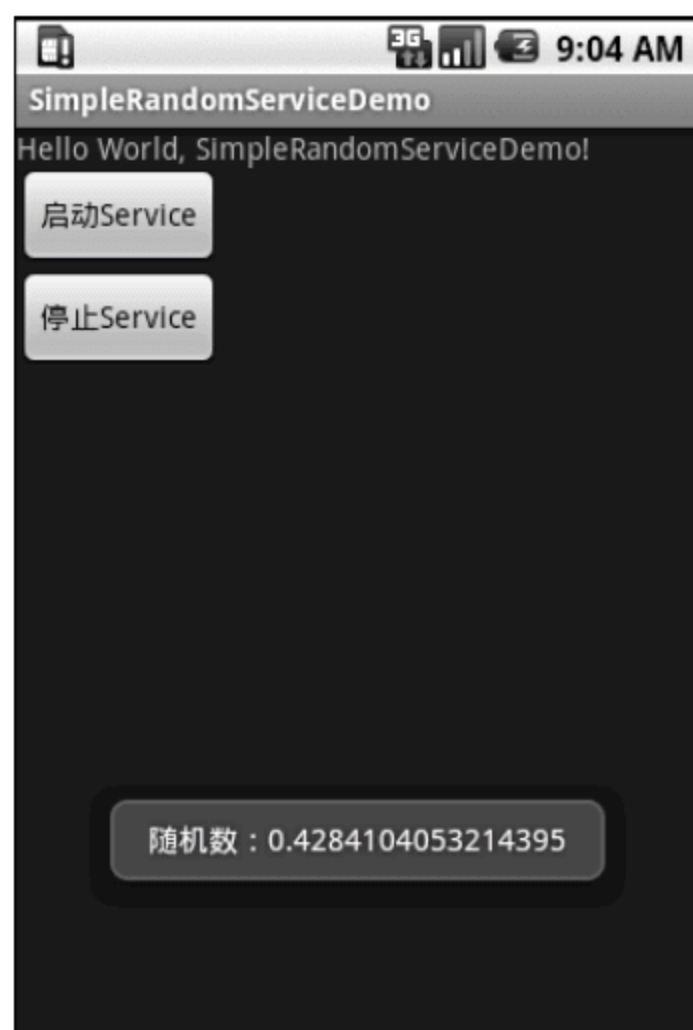 3G 9:04 AM
SimpleRandomServiceDemo
Hello World, SimpleRandomServiceDemo!
启动Service
停止Service
随机数：0.4284104053214395